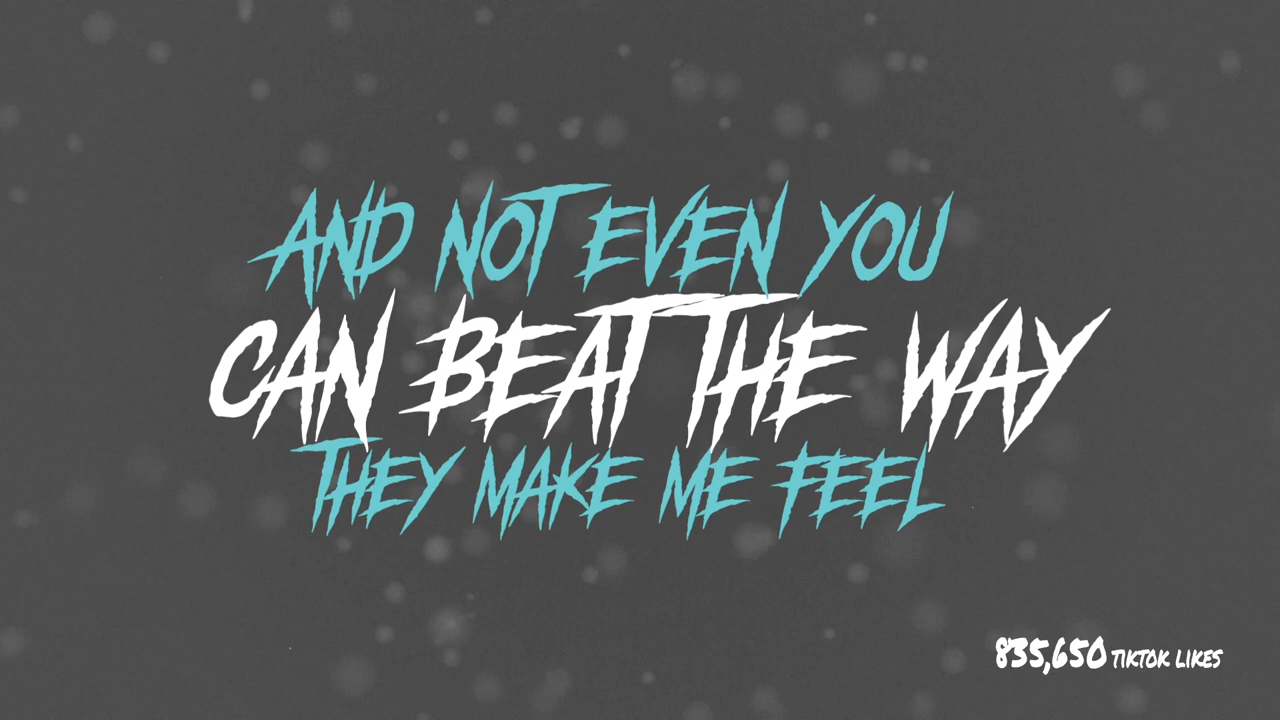 AND NOT EVEN YOU
CAN BEAT THE WAY
THEY MAKE ME FEEL
835,650 TIKTOK LIKES